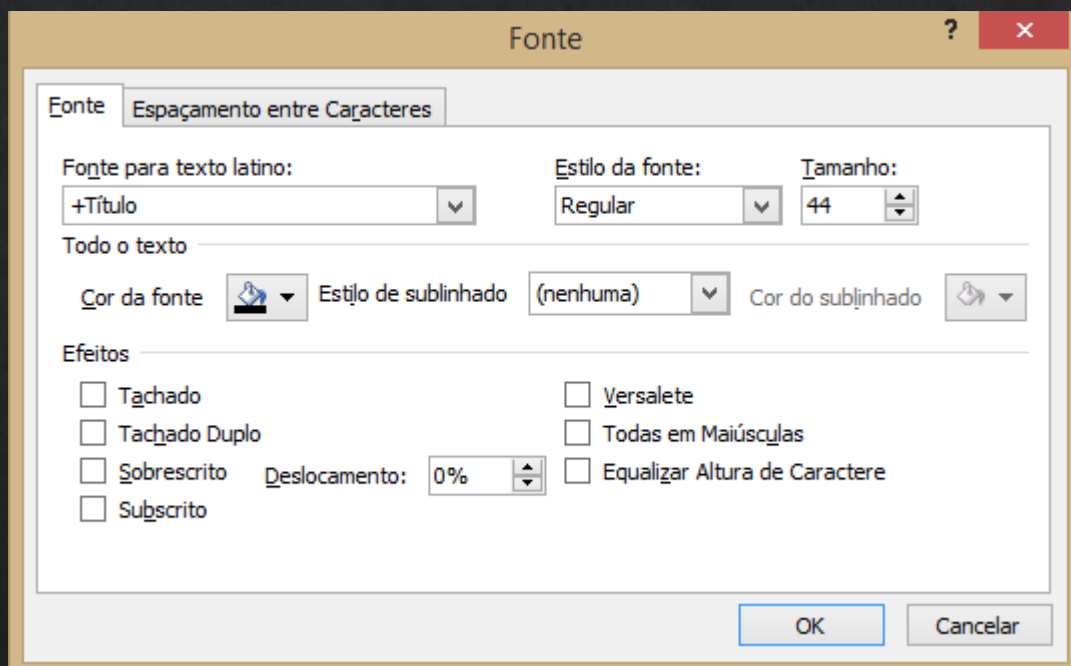 Fonte ?
Fonte Espaçamento entre Caracteres
Fonte para texto latino: Estilo da fonte: Tamanho:
+Título Regular 44
Todo o texto
Cor da fonte Estilo de sublinhado (nenhuma) Cor do sublinhado
Efeitos
Tachado Versalete
Tachado Duplo Todas em Maiúsculas
Sobrescrito Deslocamento: 0% Equalizar Altura de Caractere
Subscrito
OK Cancelar